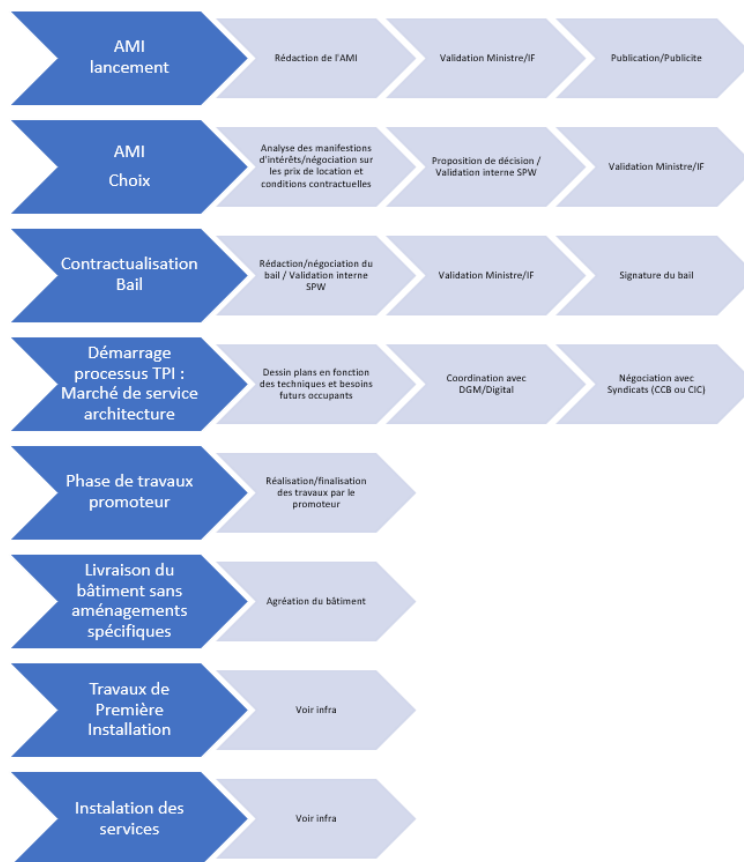 AMI
lancement
Rédaction de l'AMI
Validation Ministre/IF
Publication/Publicite
AMI
Choix
Analyse des manifestions
d'intérêts/négociation sur
les prix de location et
conditions contractuelles
Proposition de décision /
Validation interne SPW
Validation Ministre/IF
Contractualisation
Bail
Rédaction/négociation du
bail / Validation interne
SPW
Validation Ministre/IF
Signature du bail
Démarrage
processus TPI :
Marché de service
architecture
Dessin plans en fonction
des techniques et besoins
futurs occupants
Coordination avec
DGM/Digital
Négociation avec
Syndicats (CCB ou CIC)
Phase de travaux
promoteur
Réalisation/finalisation
des travaux par le
promoteur
Livraison du
bâtiment sans
aménagements
spécifiques
Agréation du bâtiment
Travaux de
Première
Installation
Voir infra
Instalation des
services
Voir infra